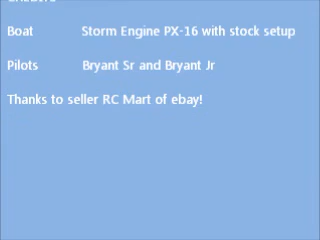 Boat Storm Engine PX-16 with stock setup
Pilots Bryant Sr and Bryant Jr
Thanks to seller RC Mart of ebay!